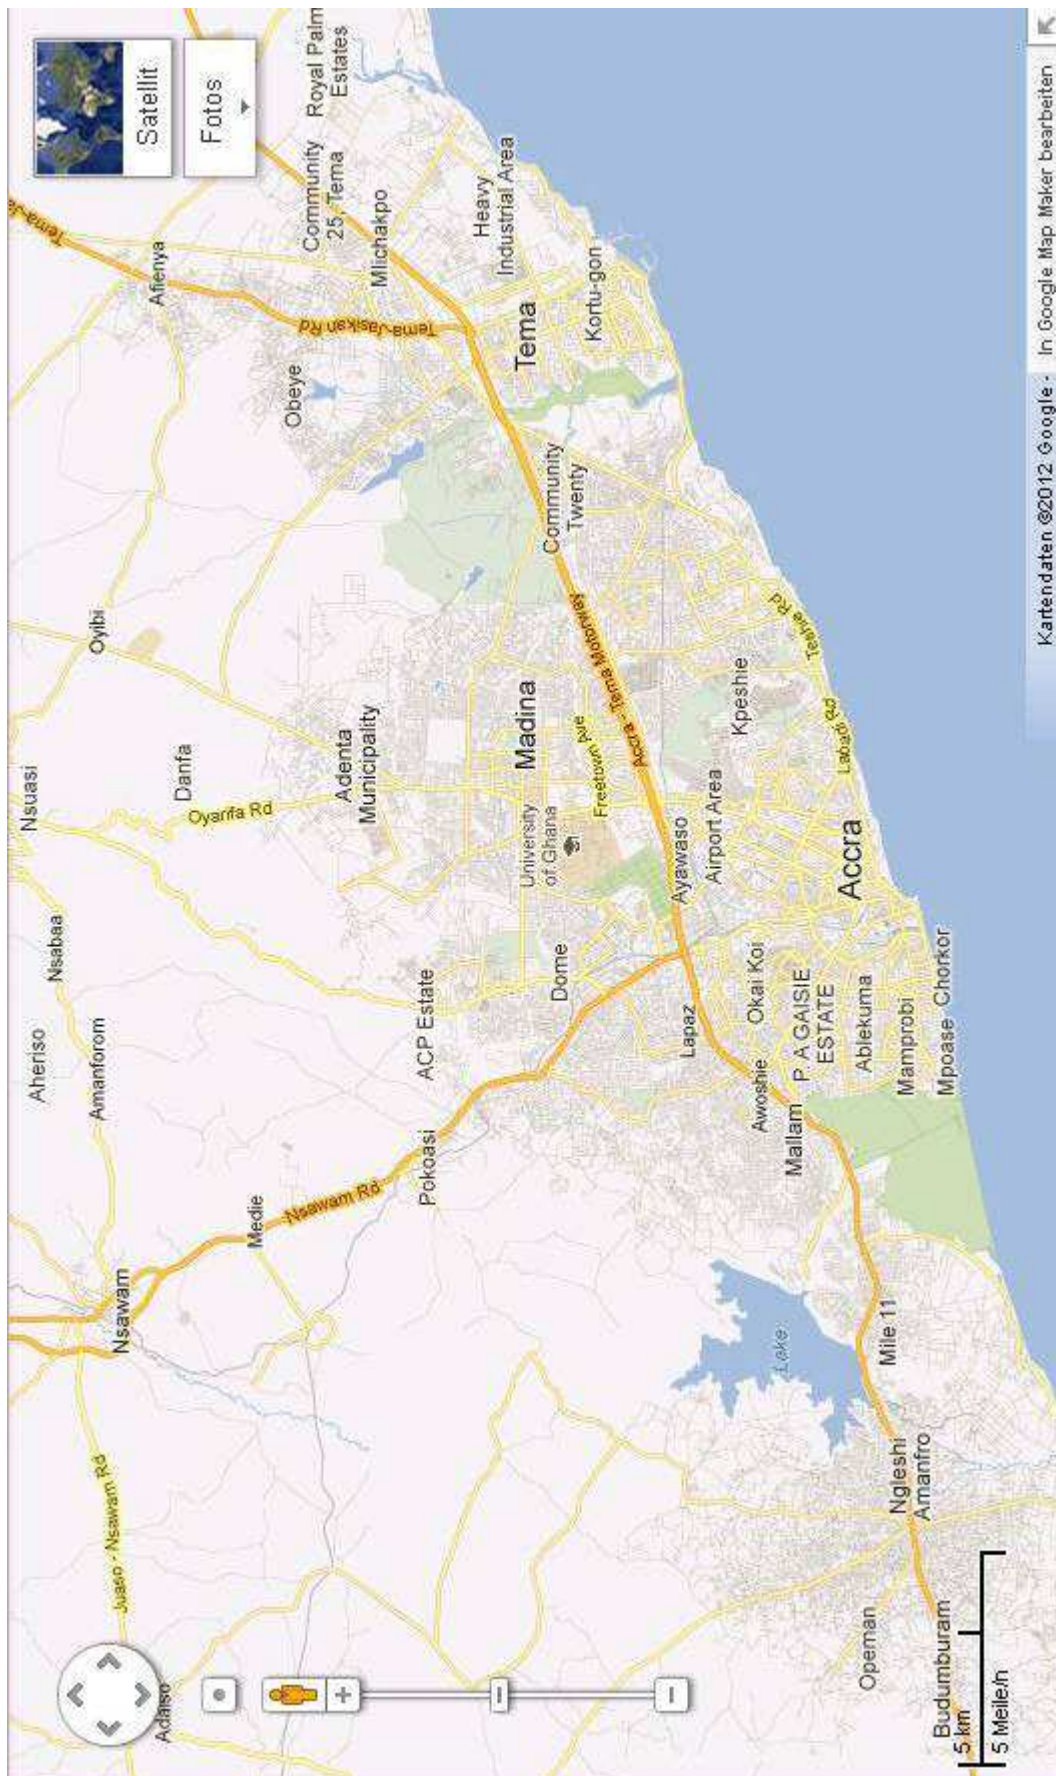 Tema-Ja
Nsuasi
Aheriso
Nsabaa
Amanforom
Oyibi
Nsawam
Juaso - Nsawam Rd
Afienya
Adaiso
Satellit
Danfa
Fotos
Oyarifa Rd
Medie
Obeye
Tema-Jasikan Rd
Community
25, Tema
Royal Palm
Estates
Nsawam Rd
Adenta
Municipality
Mlichakpo
Pokoasi
ACP Estate
Heavy
Industrial Area
University
of Ghana
Madina
Tema
Dome
Community
Twenty
Kortu-gon
Freetown Ave
Accra - Tema Motorway
Lapaz
Ayawaso
Airport Area
Kpeshie
Okai Koi
Awoshie
Mallam
P A GAISIE
ESTATE
Teshie Rd
Labadi Rd
Lake
Accra
Ablekuma
Mile 11
Mamprobi
Opeman
Ngleshi
Amanfro
Mpoase
Chorkor
Budumburam
5 km
5 Meile/n
Kartendaten ©2012 Google - In Google Map Maker bearbeiten